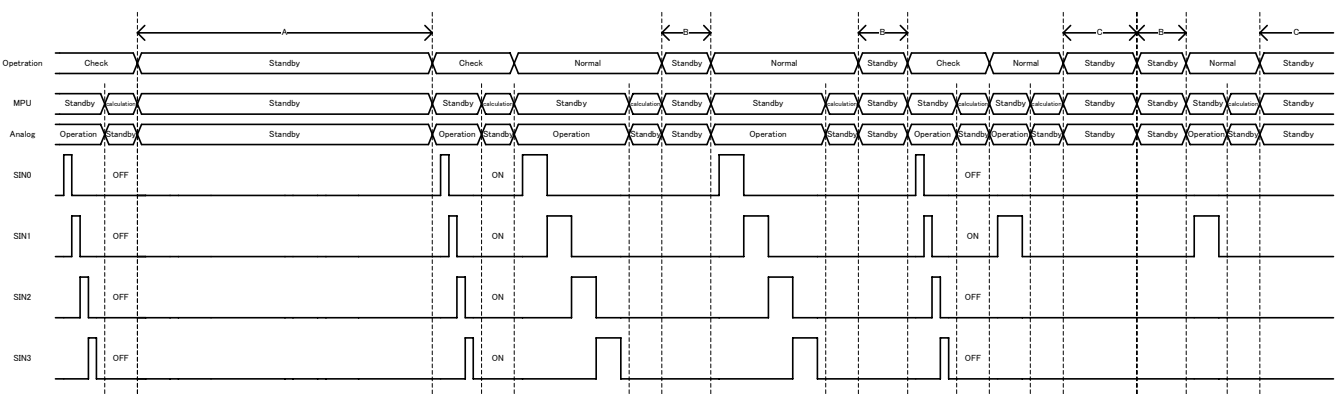 A B B C B C
Opetration Check Standby Check Normal Standby Normal Standby Check Normal Standby Standby Normal Standby
MPU Standby calculation Standby Standby calculation Standby calculation Standby Standby calculation Standby Standby calculation Standby calculation Standby Standby Standby calculation Standby
Analog Operation Standby Standby Operation Standby Operation Standby Standby Operation Standby Standby Operation Standby Operation Standby Standby Standby Operation Standby Standby
SIN0 OFF ON OFF
SIN1 OFF ON ON
SIN2 OFF ON OFF
SIN3 OFF ON OFF